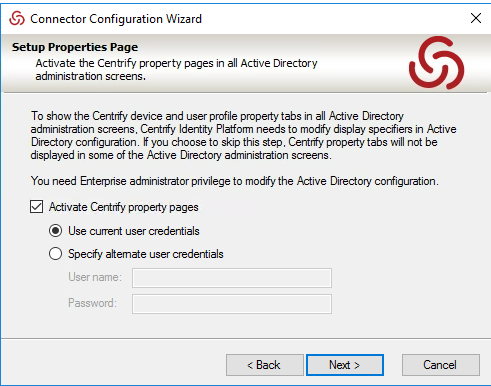 Connector Configuration Wizard
Setup Properties Page
Activate the Centrify property pages in all Active Directory
administration screens.
To show the Centrify device and user profile property tabs in all Active Directory
administration screens, Centrify Identity Platform needs to modify display specifiers in Active
Directory configuration. If you choose to skip this step, Centrify property tabs will not be
displayed in some of the Active Directory administration screens.
You need Enterprise administrator privilege to modify the Active Directory configuration.
Activate Centrify property pages
Use current user credentials
Specify alternate user credentials
User name:
Password:
< Back
Next >
Cancel